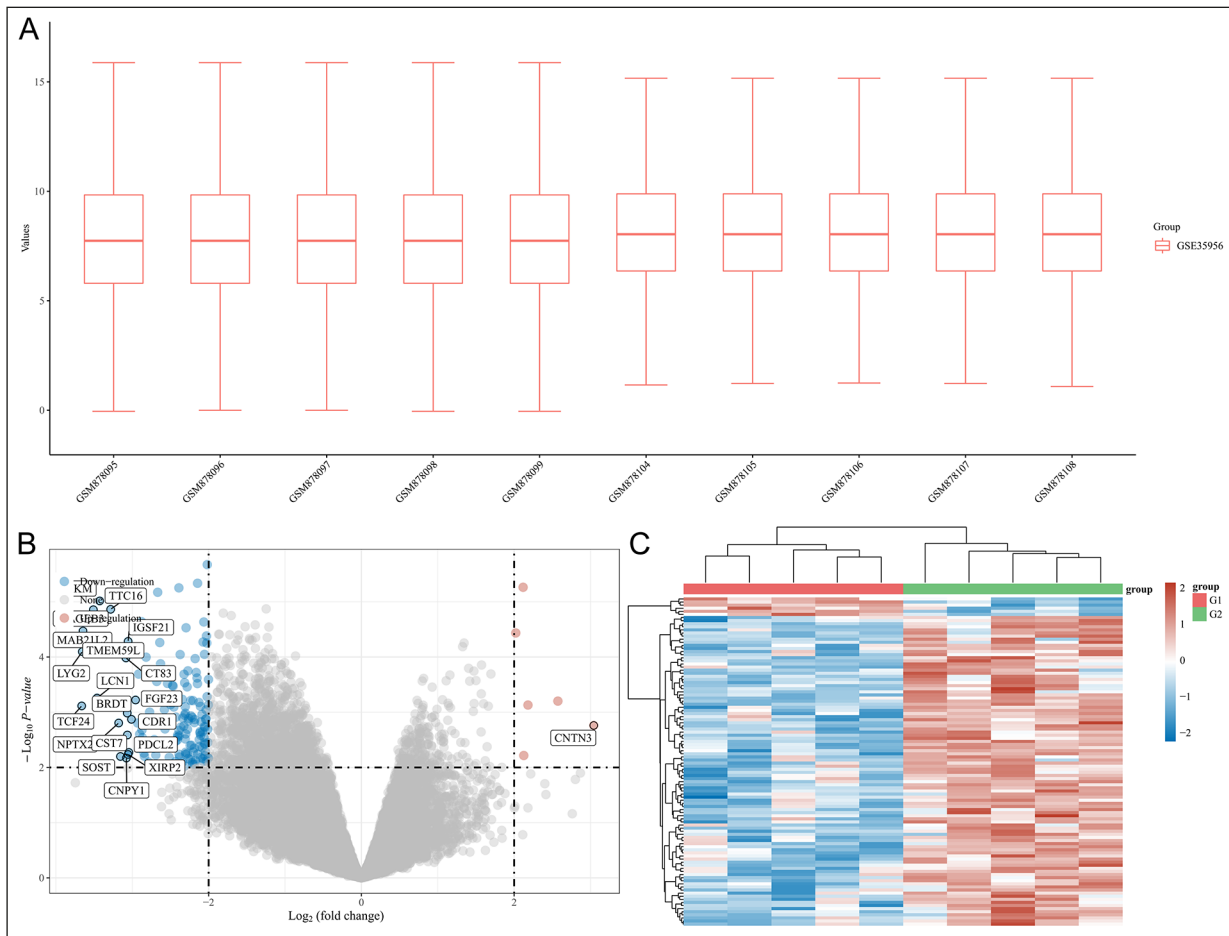 A
15
10
5
0
Values
GSM878095
GSM878096
GSM878097
GSM878098
GSM878099
GSM878104
GSM878105
GSM878106
GSM878107
GSM878108
Group
GSE35956
B
Down−regulation
KM
TTC16
IGSF21
MAB21L2
TMEM59L
LYG2
CT83
LCN1
BRDT
FGF23
TCF24
CDR1
NPTX2
CST7
PDCL2
SOST
XIRP2
CNPY1
CNTN3
4
2
0
−Log10 P−value
−2
0
2
Log2 (fold change)
C
group
2
1
0
−1
−2
group
G1
G2